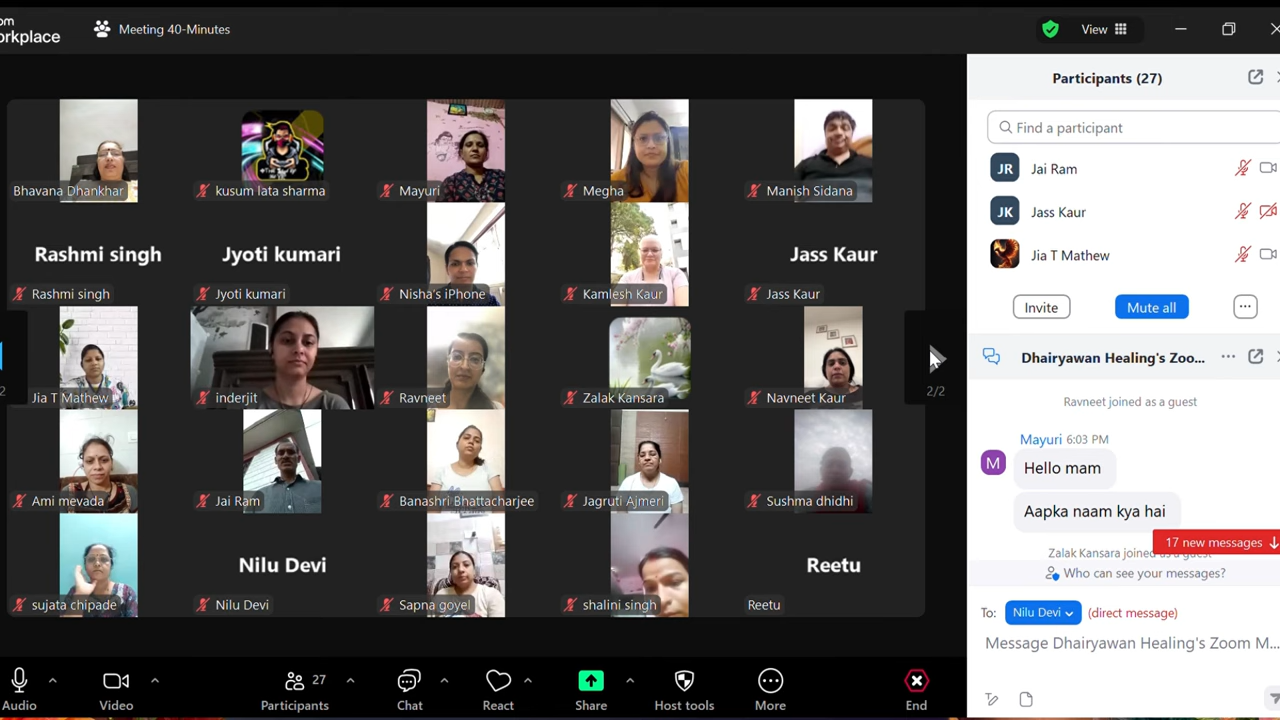 om
orkplace
Meeting 40-Minutes
View
Participants (27)
Find a participant
JR Jai Ram
JK Jass Kaur
Jia T Mathew
Invite
Mute all
Dhairyawan Healing's Zoo...
Ravneet joined as a guest
Mayuri 6:03 PM
M
Hello mam
Aapka naam kya hai
17 new messages
Zalak Kansara joined as a guest
Who can see your messages?
To: Nilu Devi (direct message)
Message Dhairyawan Healing's Zoom M...
Bhavana Dhankhar
kusum lata sharma
Mayuri
Megha
Manish Sidana
Rashmi singh
Jyoti kumari
Jass Kaur
Rashmi singh
Jyoti kumari
Nisha's iPhone
Kamlesh Kaur
Jass Kaur
Jia T Mathew
inderjit
Ravneet
Zalak Kansara
Navneet Kaur
2
2/2
Ami mevada
Jai Ram
Banashri Bhattacharjee
Jagruti Ajmeri
Sushma dhidhi
Nilu Devi
Reetu
sujata chipade
Nilu Devi
Sapna goyel
shalini singh
Reetu
27
Audio
Video
Participants
Chat
React
Share
Host tools
More
End